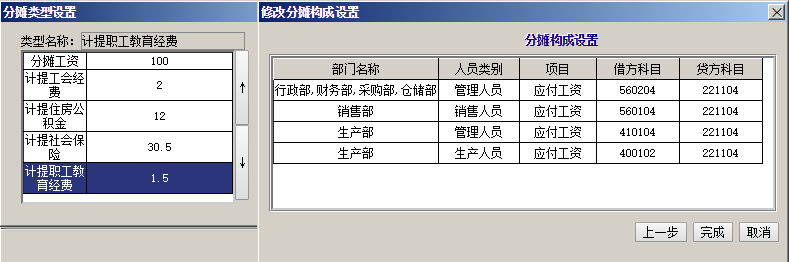 分摊类型设置
类型名称：计提职工教育经费
分摊工资 100
计提工会经
费 2
计提住房公
积金 12
计提社会保
险 30.5
计提职工教
育经费 1.5
↑
↓
修改分摊构成设置
分摊构成设置
部门名称 人员类别 项目 借方科目 贷方科目
行政部,财务部,采购部,仓储部 管理人员 应付工资 560204 221104
销售部 销售人员 应付工资 560104 221104
生产部 管理人员 应付工资 410104 221104
生产部 生产人员 应付工资 400102 221104
上一步 完成 取消